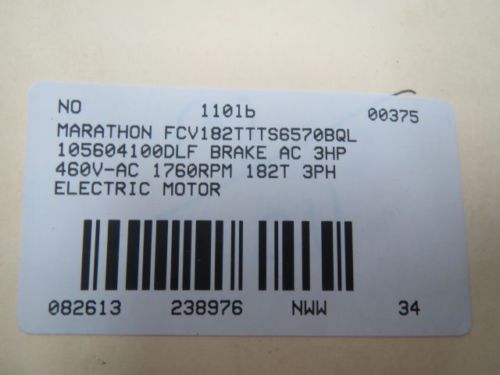 NO 110lb 00375
MARATHON FCV182TTTS6570BQL
105604100DLF BRAKE AC 3HP
460V-AC 1760RPM 182T 3PH
ELECTRIC MOTOR
082613 238976 NWW 34